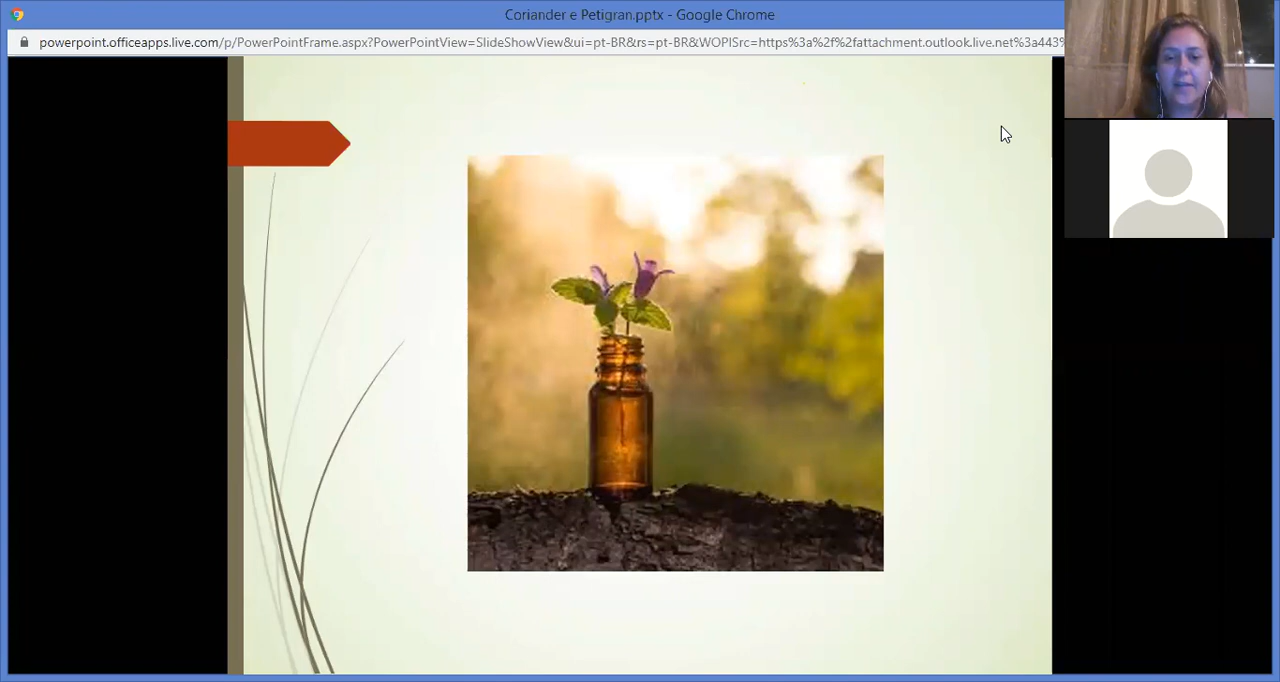 Coriander e Petigran.pptx - Google Chrome
powerpoint.officeapps.live.com/p/PowerPointFrame.aspx?PowerPointView=SlideShowView&ui=pt-BR&rs=pt-BR&WOPISrc=https%3a%2f%2fattachment.outlook.live.net%3a443%